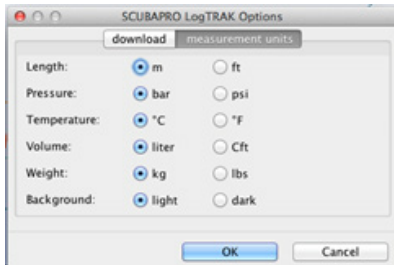 SCUBAPRO LogTRAK Options
download measurement units
Length: m ft
Pressure: bar psi
Temperature: °C °F
Volume: liter Cft
Weight: kg lbs
Background: light dark
OK Cancel